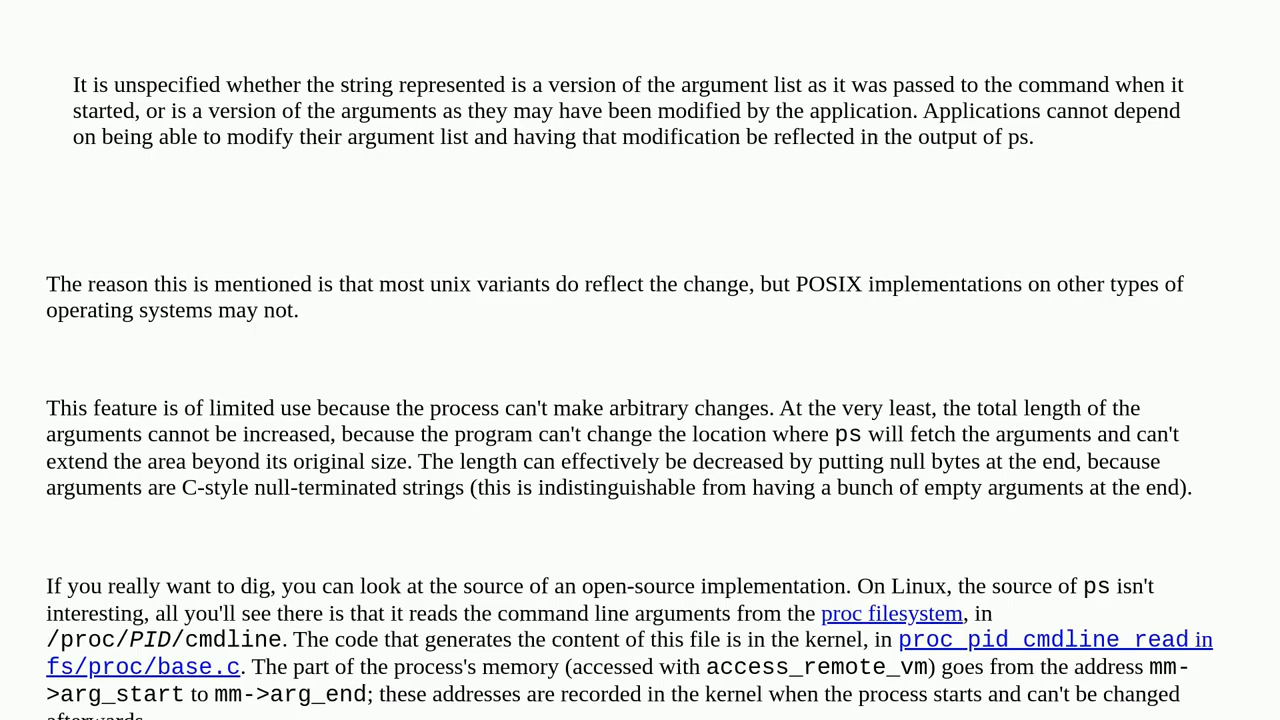 It is unspecified whether the string represented is a version of the argument list as it was passed to the command when it
started, or is a version of the arguments as they may have been modified by the application. Applications cannot depend
on being able to modify their argument list and having that modification be reflected in the output of ps.
The reason this is mentioned is that most unix variants do reflect the change, but POSIX implementations on other types of
operating systems may not.
This feature is of limited use because the process can't make arbitrary changes. At the very least, the total length of the
arguments cannot be increased, because the program can't change the location where ps will fetch the arguments and can't
extend the area beyond its original size. The length can effectively be decreased by putting null bytes at the end, because
arguments are C-style null-terminated strings (this is indistinguishable from having a bunch of empty arguments at the end).
If you really want to dig, you can look at the source of an open-source implementation. On Linux, the source of ps isn't
interesting, all you'll see there is that it reads the command line arguments from the proc filesystem, in
/proc/PID/cmdline. The code that generates the content of this file is in the kernel, in proc_pid_cmdline_read in
fs/proc/base.c. The part of the process's memory (accessed with access_remote_vm) goes from the address mm-
>arg_start to mm->arg_end; these addresses are recorded in the kernel when the process starts and can't be changed
afterwards.